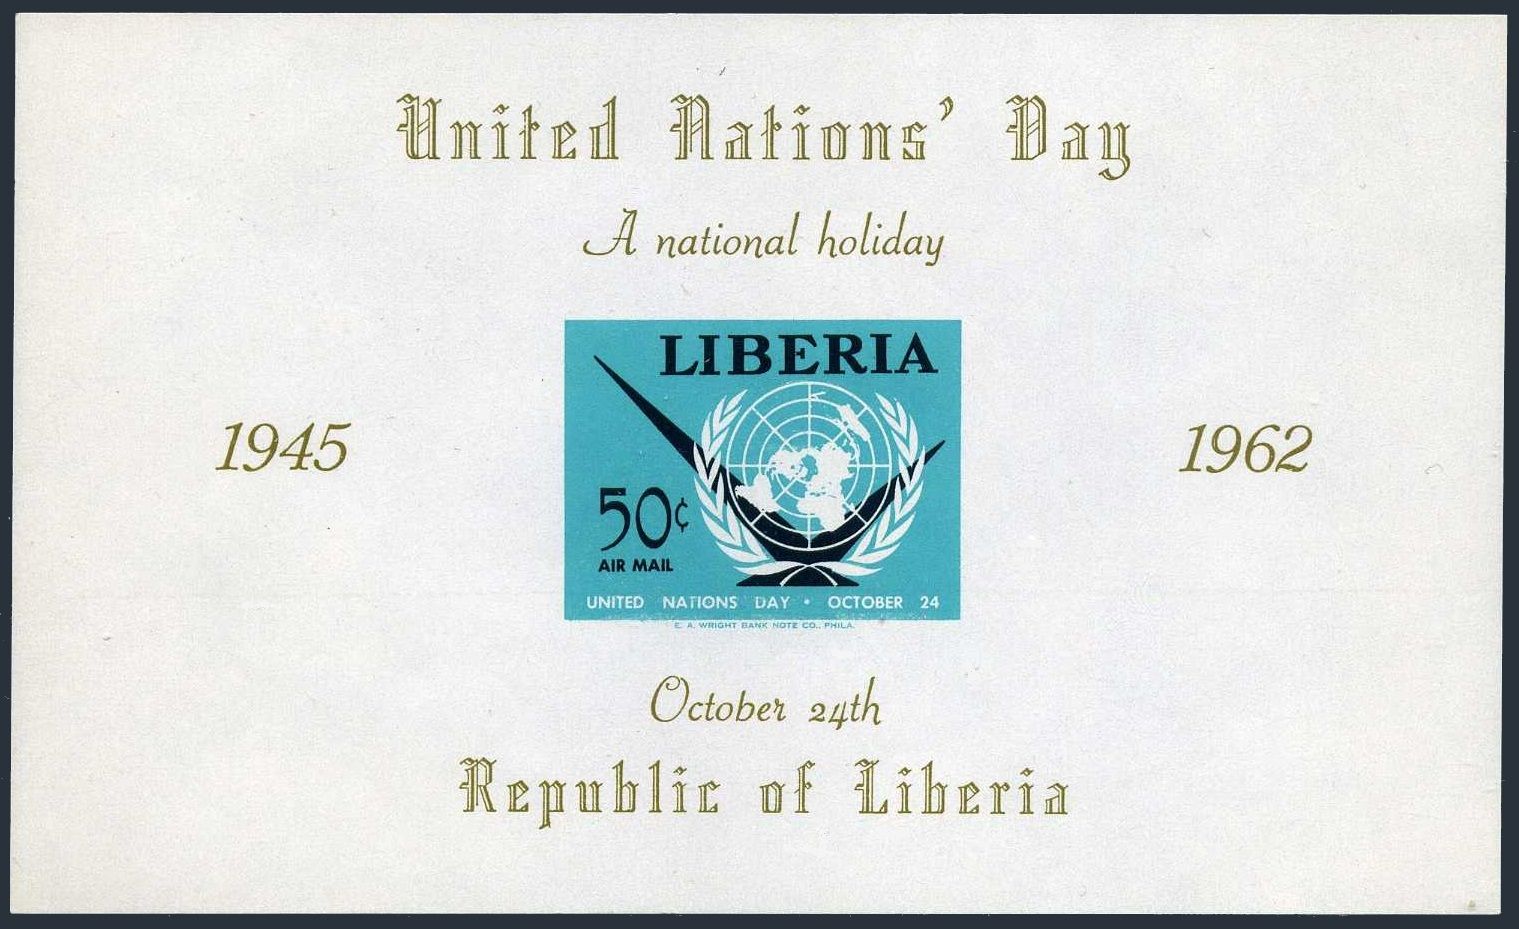 United Nations' Day
A national holiday
LIBERIA
1945
1962
50¢
AIR MAIL
UNITED NATIONS DAY • OCTOBER 24
E. A. WRIGHT BANK NOTE CO., PHILA.
October 24th
Republic of Liberia